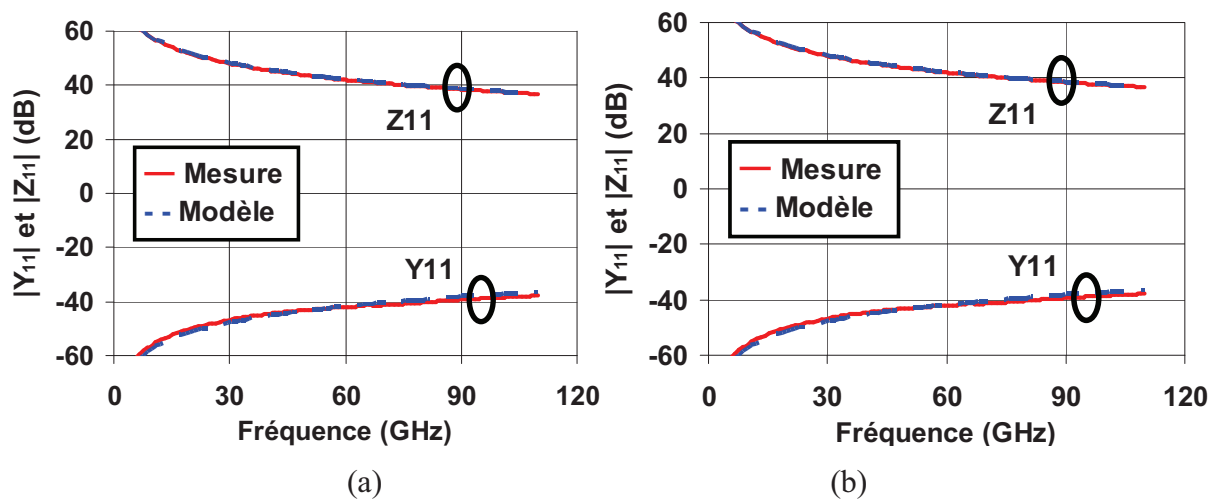 |Y11| et |Z11| (dB)
60
40
20
0
-20
-40
-60
Z11
Mesure
Modèle
Y11
0 30 60 90 120
Fréquence (GHz)
(a)
|Y11| et |Z11| (dB)
60
40
20
0
-20
-40
-60
Z11
Mesure
Modèle
Y11
0 30 60 90 120
Fréquence (GHz)
(b)